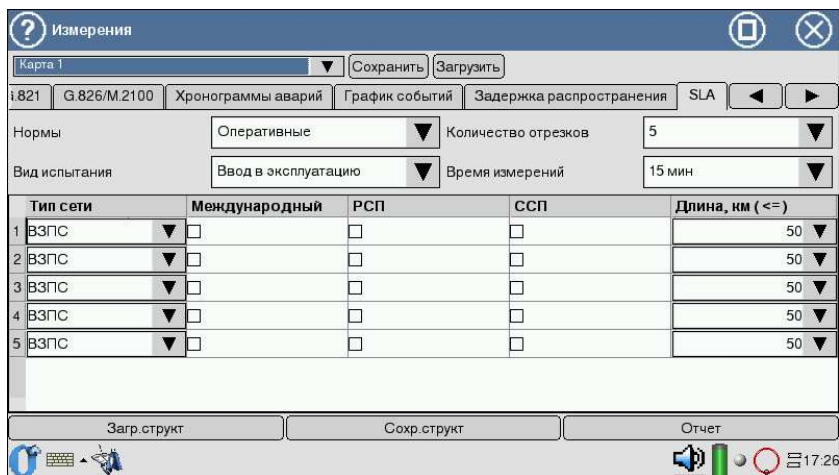 Измерения
Карта 1 Сохранить Загрузить
.821 G.826/M.2100 Хронограммы аварий График событий Задержка распространения SLA
Нормы Оперативные Количество отрезков 5
Вид испытания Ввод в эксплуатацию Время измерений 15 мин
Тип сети Международный РСП ССП Длина, км ( <= )
1 ВЗПС 50
2 ВЗПС 50
3 ВЗПС 50
4 ВЗПС 50
5 ВЗПС 50
Загр.структ Сохр.структ Отчет
17:26